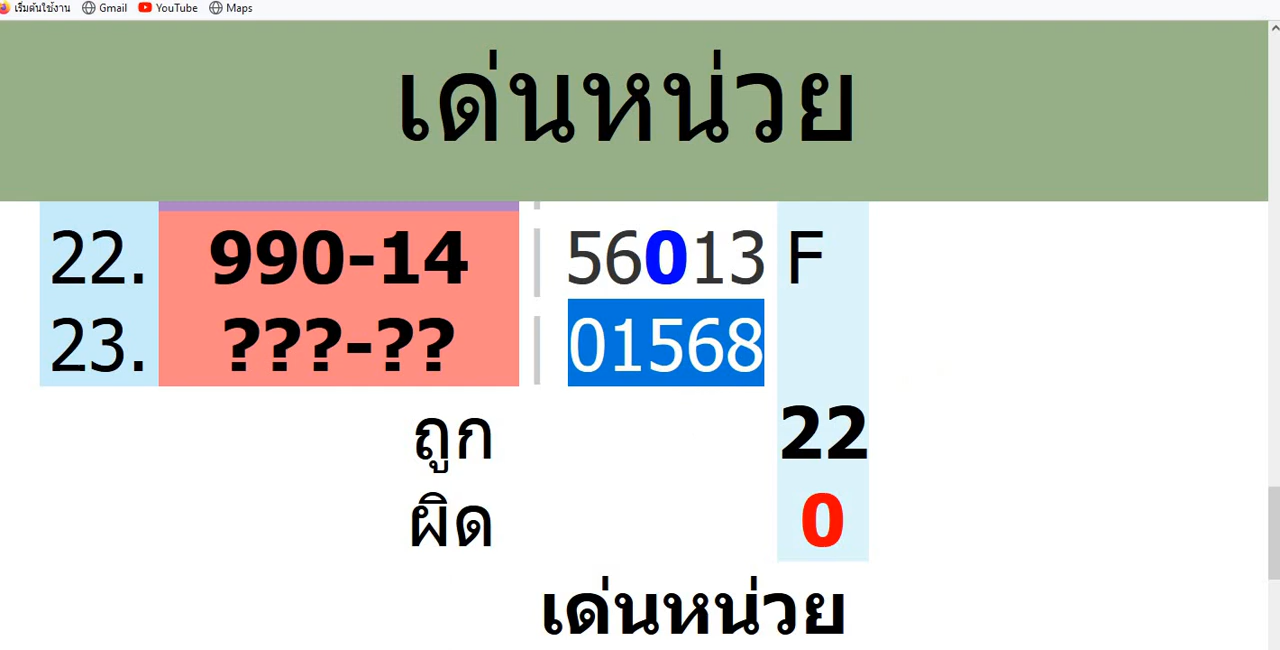 เริ่มต้นใช้งาน Gmail YouTube Maps
เด่นหน่วย
22. 990-14 56013 F
23. ???-?? 01568
ถูก 22
ผิด 0
เด่นหน่วย